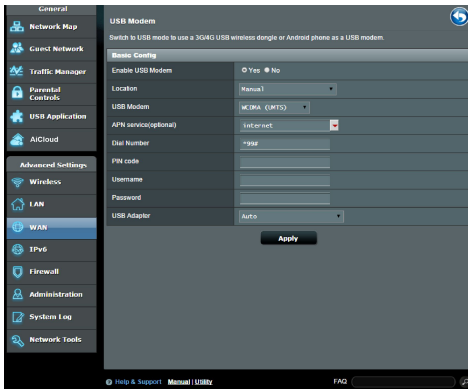 General
Network Map
Guest Network
Traffic Manager
Parental
Controls
USB Application
AiCloud
Advanced Settings
Wireless
LAN
WAN
IPv6
Firewall
Administration
System Log
Network Tools
USB Modem
Switch to USB mode to use a 3G/4G USB wireless dongle or Android phone as a USB modem.
Basic Config
Enable USB Modem Yes No
Location Manual
USB Modem WCDMA (UMTS)
APN service(optional) internet
Dial Number *99#
PIN code
Username
Password
USB Adapter Auto
Apply
Help & Support Manual | Utility FAQ